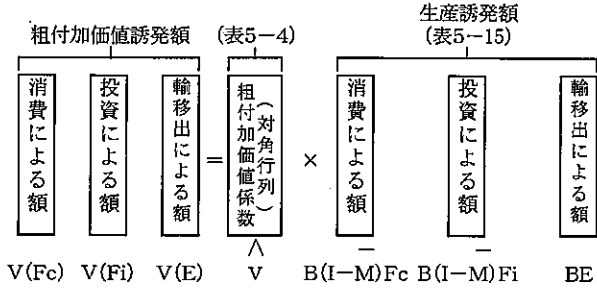 生産誘発額
粗付加価値誘発額 (表5−4) (表5−15)
消費による額
投資による額
輸移出による額
=
粗付加価値係数
(対角行列)
×
消費による額
投資による額
輸移出による額
V(Fc) V(Fi) V(E) V̂ B(I−M̄)Fc B(I−M̄)Fi BE